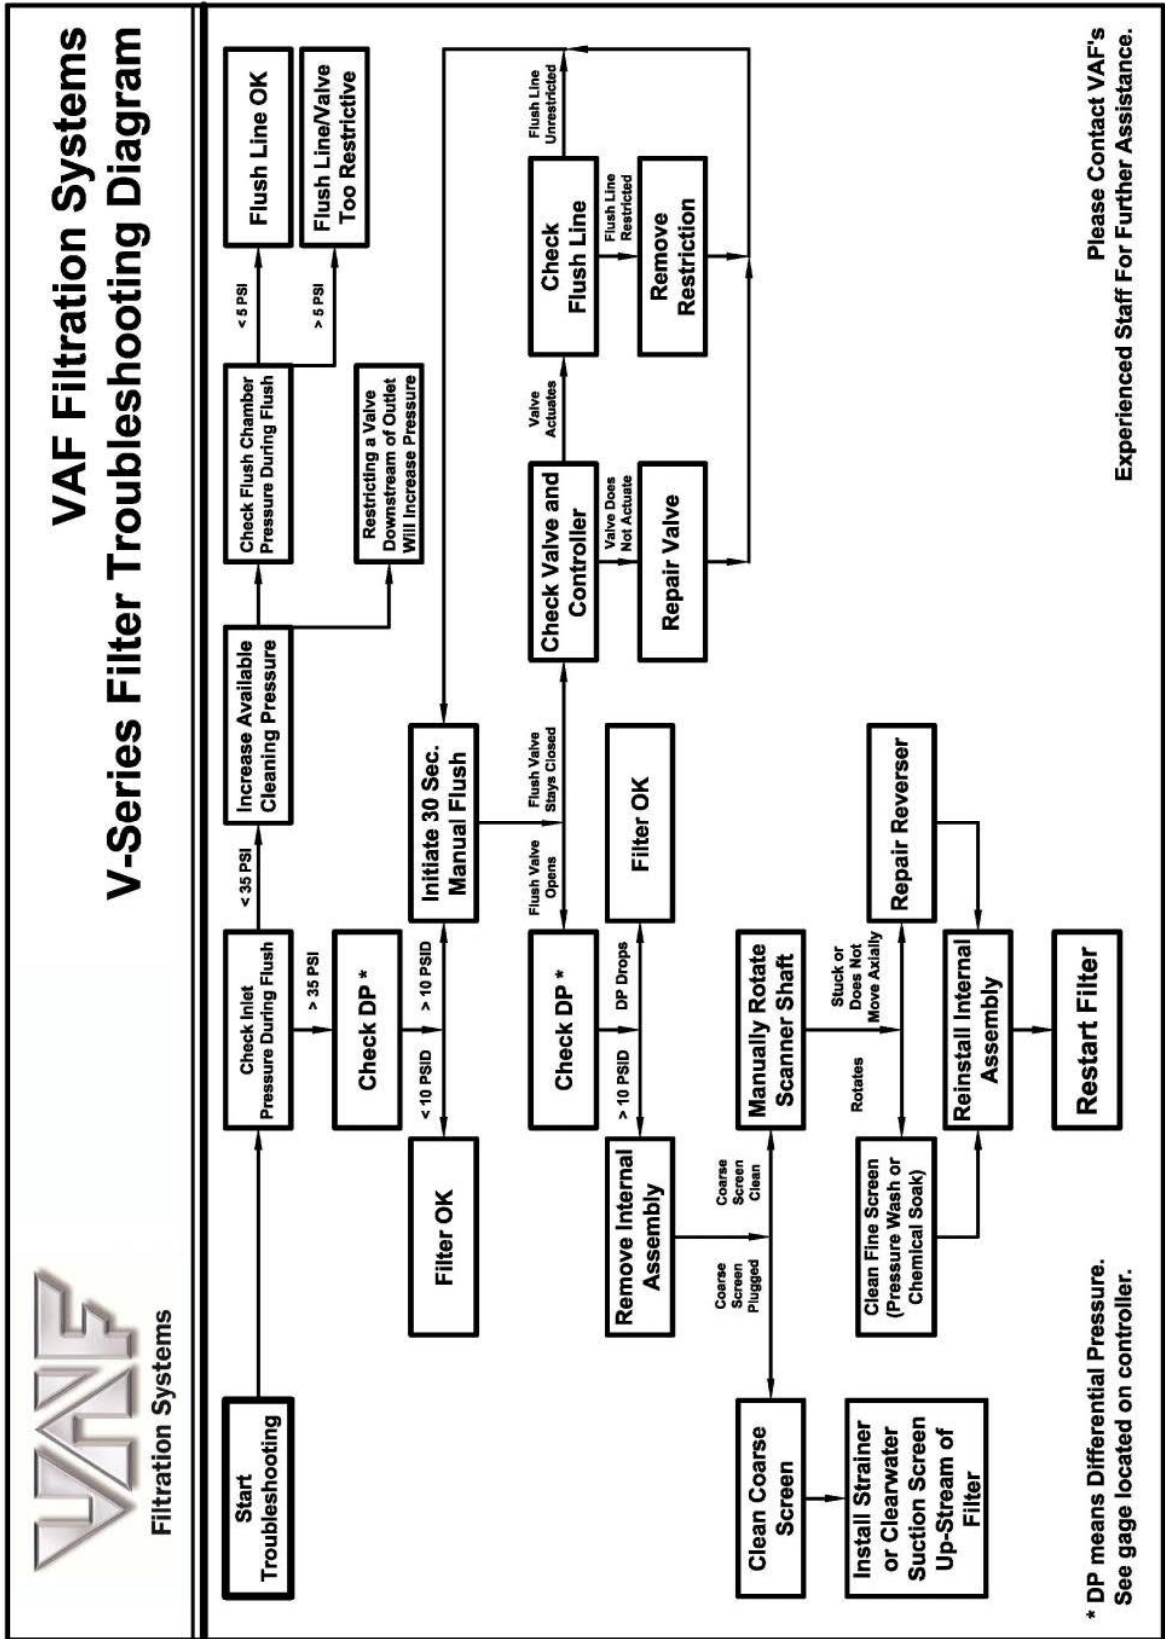 VAF
Filtration Systems
VAF Filtration Systems
V-Series Filter Troubleshooting Diagram
Start
Troubleshooting
Check Inlet
Pressure During Flush
< 35 PSI
Increase Available
Cleaning Pressure
Check Flush Chamber
Pressure During Flush
< 5 PSI
Flush Line OK
> 5 PSI
Flush Line/Valve
Too Restrictive
Restricting a Valve
Downstream of Outlet
Will Increase Pressure
> 35 PSI
Check DP *
< 10 PSID
> 10 PSID
Filter OK
Initiate 30 Sec.
Manual Flush
Flush Valve
Opens
Flush Valve
Stays Closed
Check DP *
Check Valve and
Controller
Valve
Actuates
Check
Flush Line
Flush Line
Unrestricted
Valve Does
Not Actuate
Flush Line
Restricted
Repair Valve
Remove
Restriction
> 10 PSID
DP Drops
Remove Internal
Assembly
Filter OK
Coarse
Screen
Plugged
Coarse
Screen
Clean
Clean Coarse
Screen
Manually Rotate
Scanner Shaft
Install Strainer
or Clearwater
Suction Screen
Up-Stream of
Filter
Rotates
Stuck or
Does Not
Move Axially
Clean Fine Screen
(Pressure Wash or
Chemical Soak)
Repair Reverser
Reinstall Internal
Assembly
Restart Filter
* DP means Differential Pressure.
See gage located on controller.
Please Contact VAF's
Experienced Staff For Further Assistance.